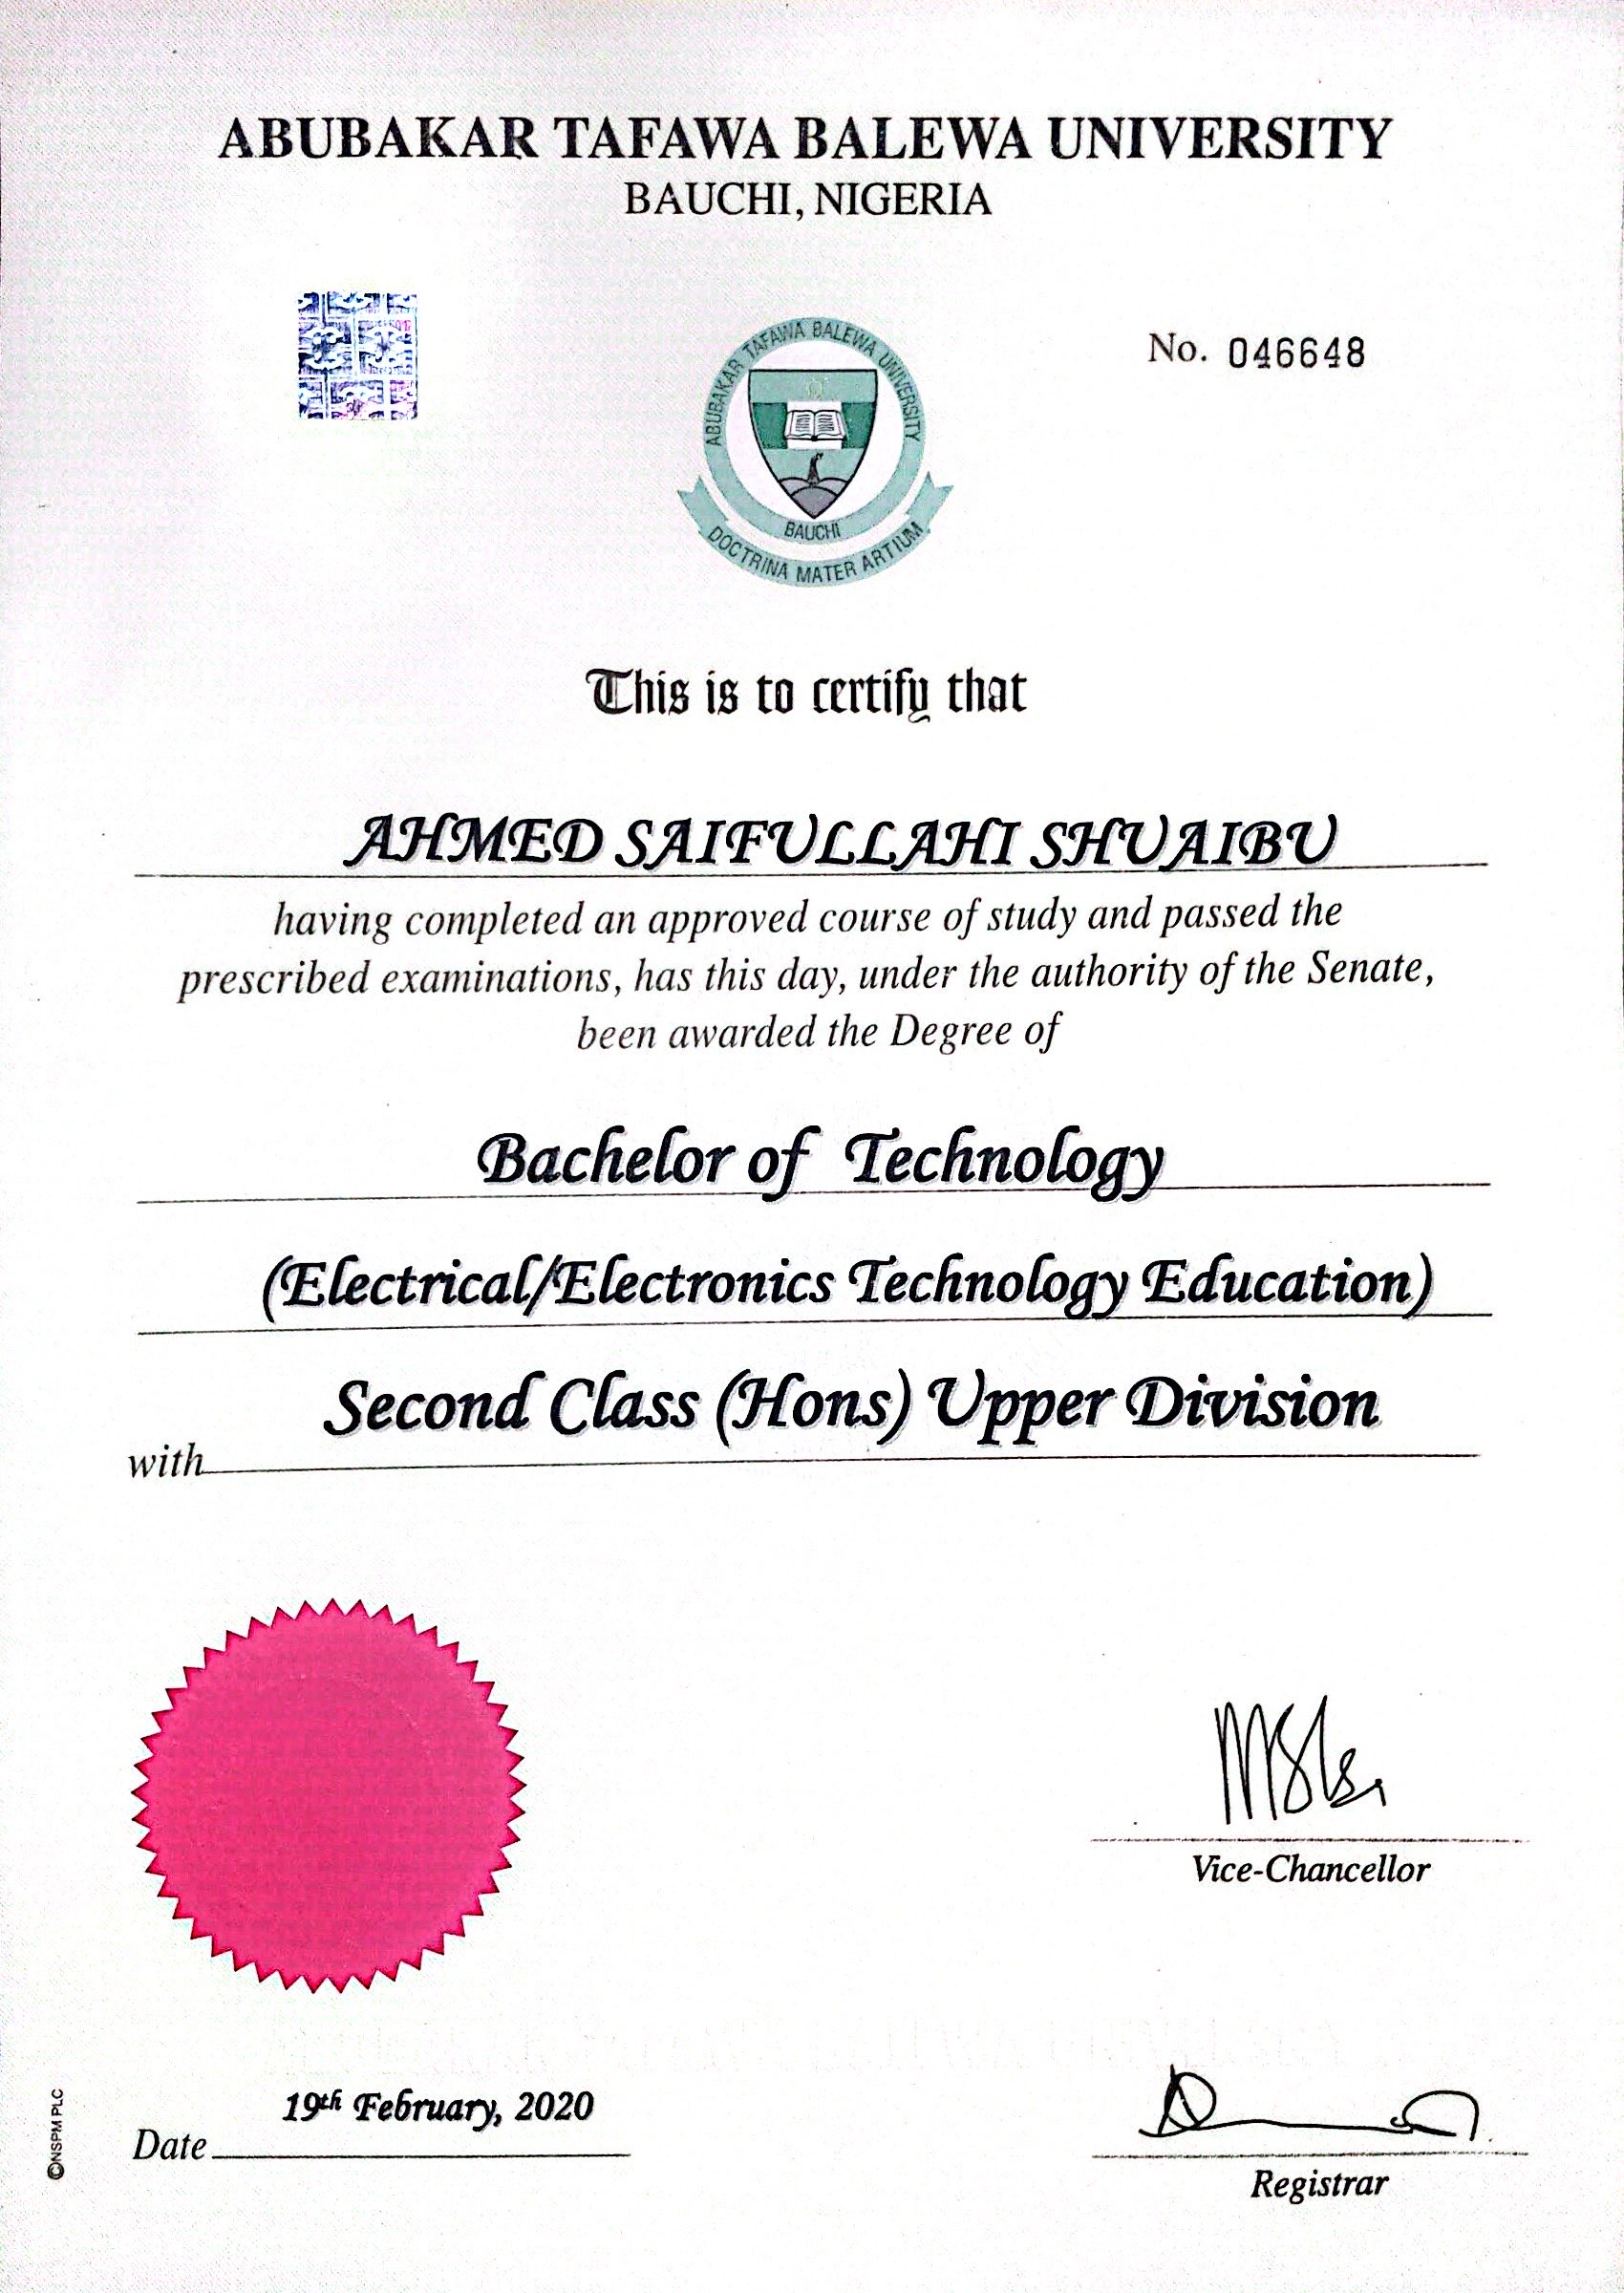 ABUBAKAR TAFAWA BALEWA UNIVERSITY
BAUCHI, NIGERIA
No. 046648
ABUBAKAR TAFAWA BALEWA UNIVERSITY
BAUCHI
DOCTRINA MATER ARTIUM
This is to certify that
AHMED SAIFULLAHI SHUAIBU
having completed an approved course of study and passed the
prescribed examinations, has this day, under the authority of the Senate,
been awarded the Degree of
Bachelor of Technology
(Electrical/Electronics Technology Education)
Second Class (Hons) Upper Division
with
Vice-Chancellor
19th February, 2020
Date
Registrar
©NSPM PLC